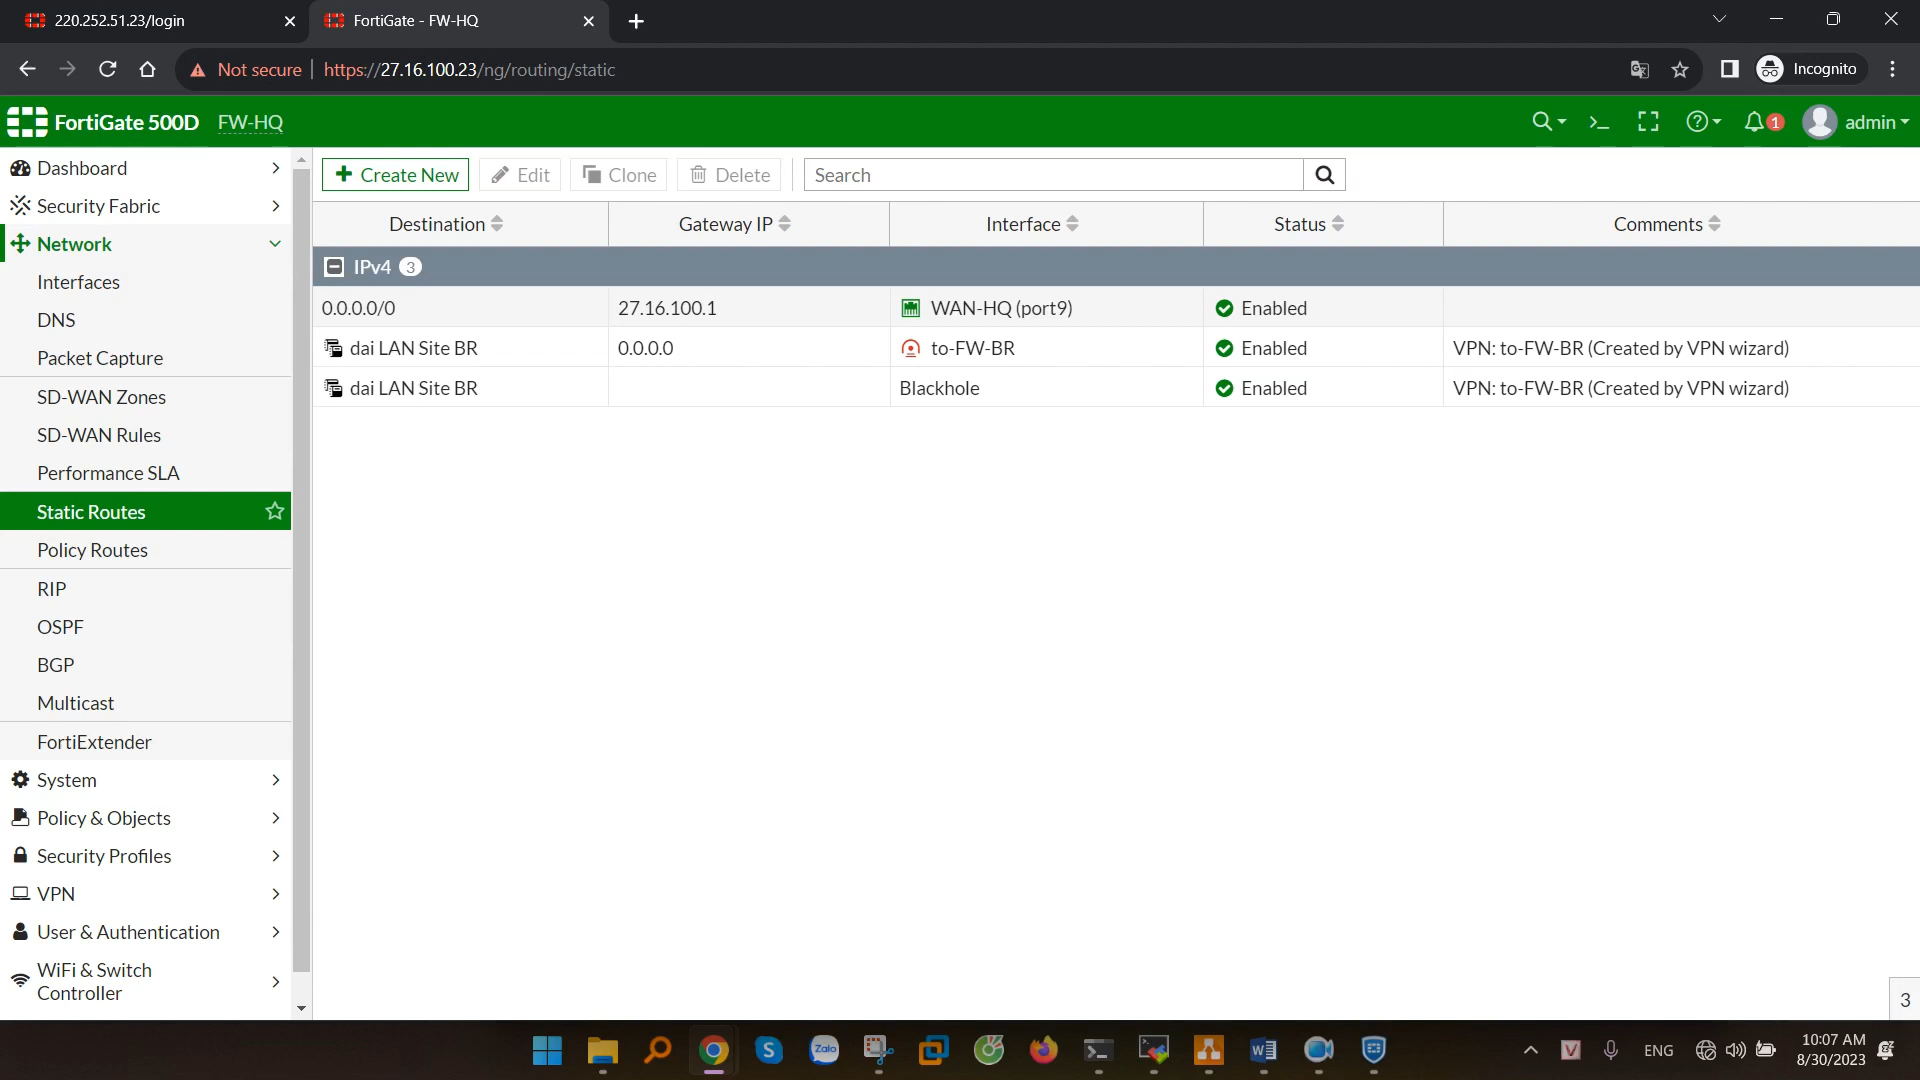 220.252.51.23/login
FortiGate - FW-HQ
Not secure
https://27.16.100.23/ng/routing/static
Incognito
FortiGate 500D FW-HQ
1
admin
Dashboard
Security Fabric
Network
Interfaces
DNS
Packet Capture
SD-WAN Zones
SD-WAN Rules
Performance SLA
Static Routes
Policy Routes
RIP
OSPF
BGP
Multicast
FortiExtender
System
Policy & Objects
Security Profiles
VPN
User & Authentication
WiFi & Switch
Controller
Create New Edit Clone Delete Search
Destination Gateway IP Interface Status Comments
IPv4 3
0.0.0.0/0 27.16.100.1 WAN-HQ (port9) Enabled
dai LAN Site BR 0.0.0.0 to-FW-BR Enabled VPN: to-FW-BR (Created by VPN wizard)
dai LAN Site BR Blackhole Enabled VPN: to-FW-BR (Created by VPN wizard)
3
Zalo
ENG
10:07 AM
8/30/2023